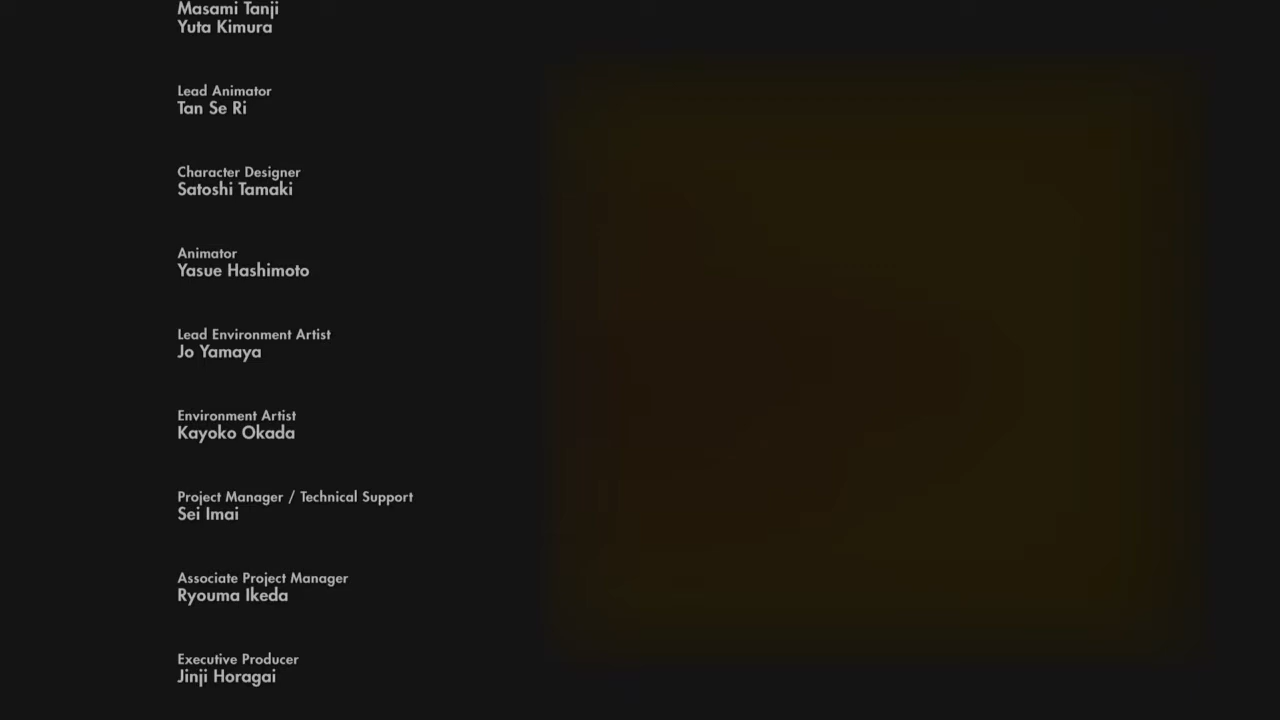 Masami Tanji
Yuta Kimura
Lead Animator
Tan Se Ri
Character Designer
Satoshi Tamaki
Animator
Yasue Hashimoto
Lead Environment Artist
Jo Yamaya
Environment Artist
Kayoko Okada
Project Manager / Technical Support
Sei Imai
Associate Project Manager
Ryouma Ikeda
Executive Producer
Jinji Horagai